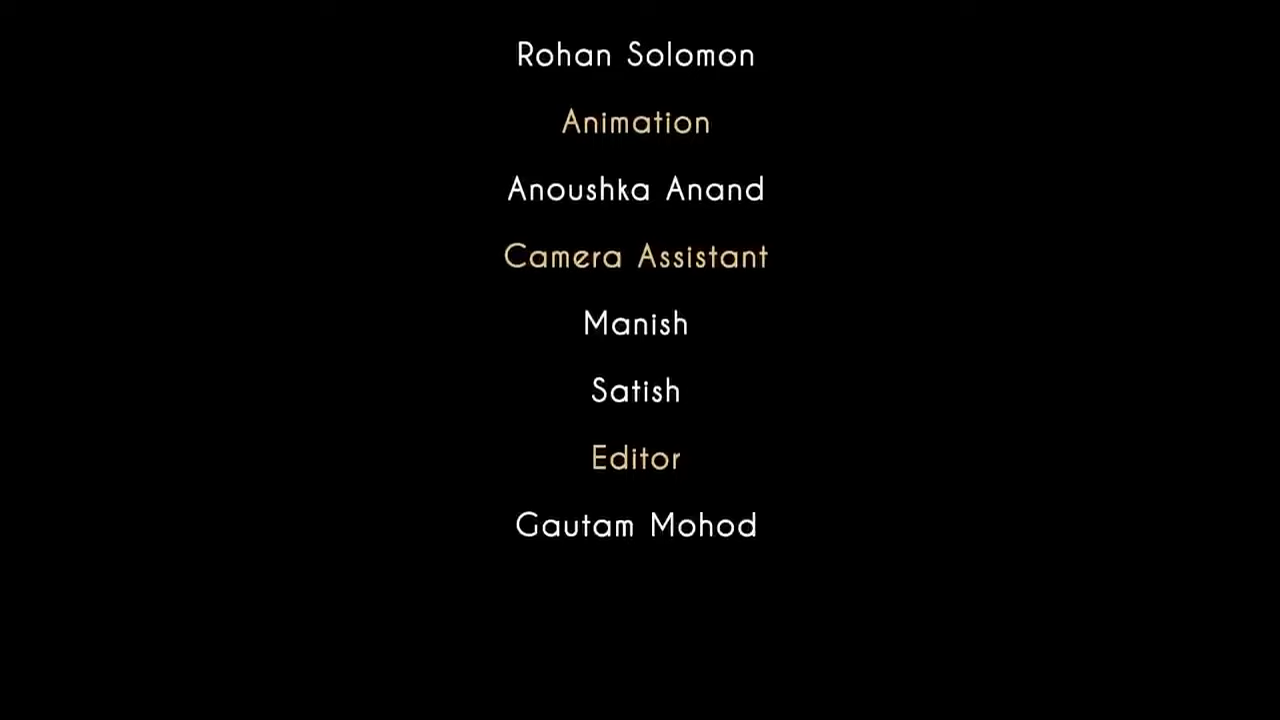 Rohan Solomon
Animation
Anoushka Anand
Camera Assistant
Manish
Satish
Editor
Gautam Mohod